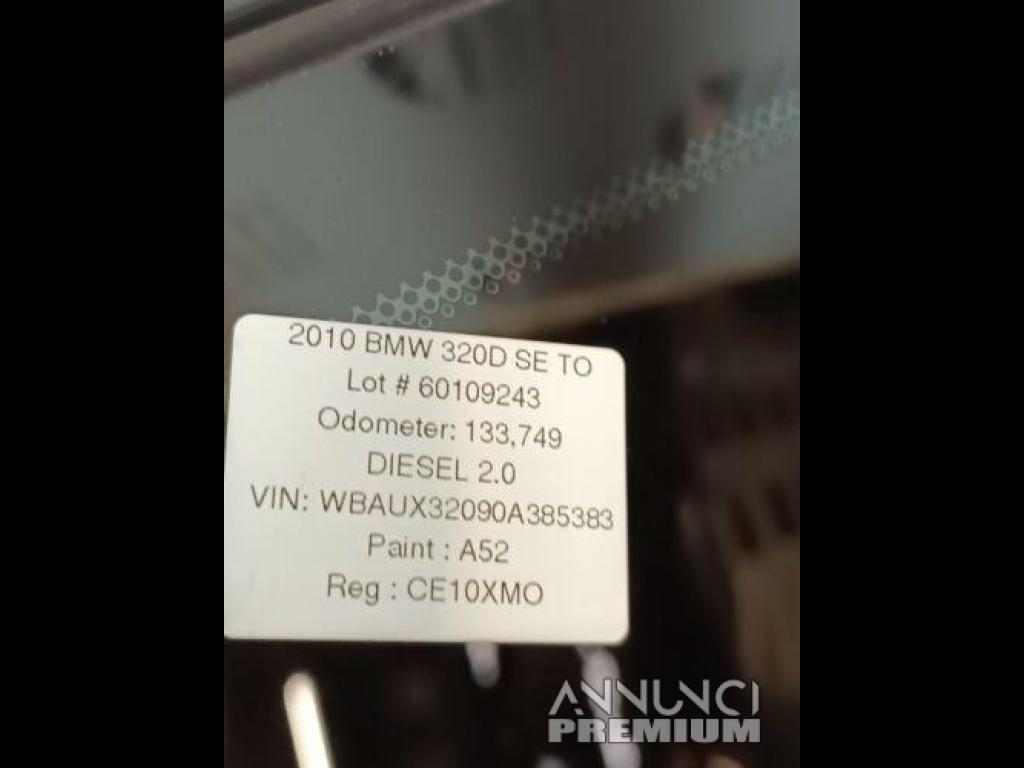 2010 BMW 320D SE TO
Lot # 60109243
Odometer: 133,749
DIESEL 2.0
VIN: WBAUX32090A385383
Paint : A52
Reg : CE10XMO
ANNUNCI
PREMIUM